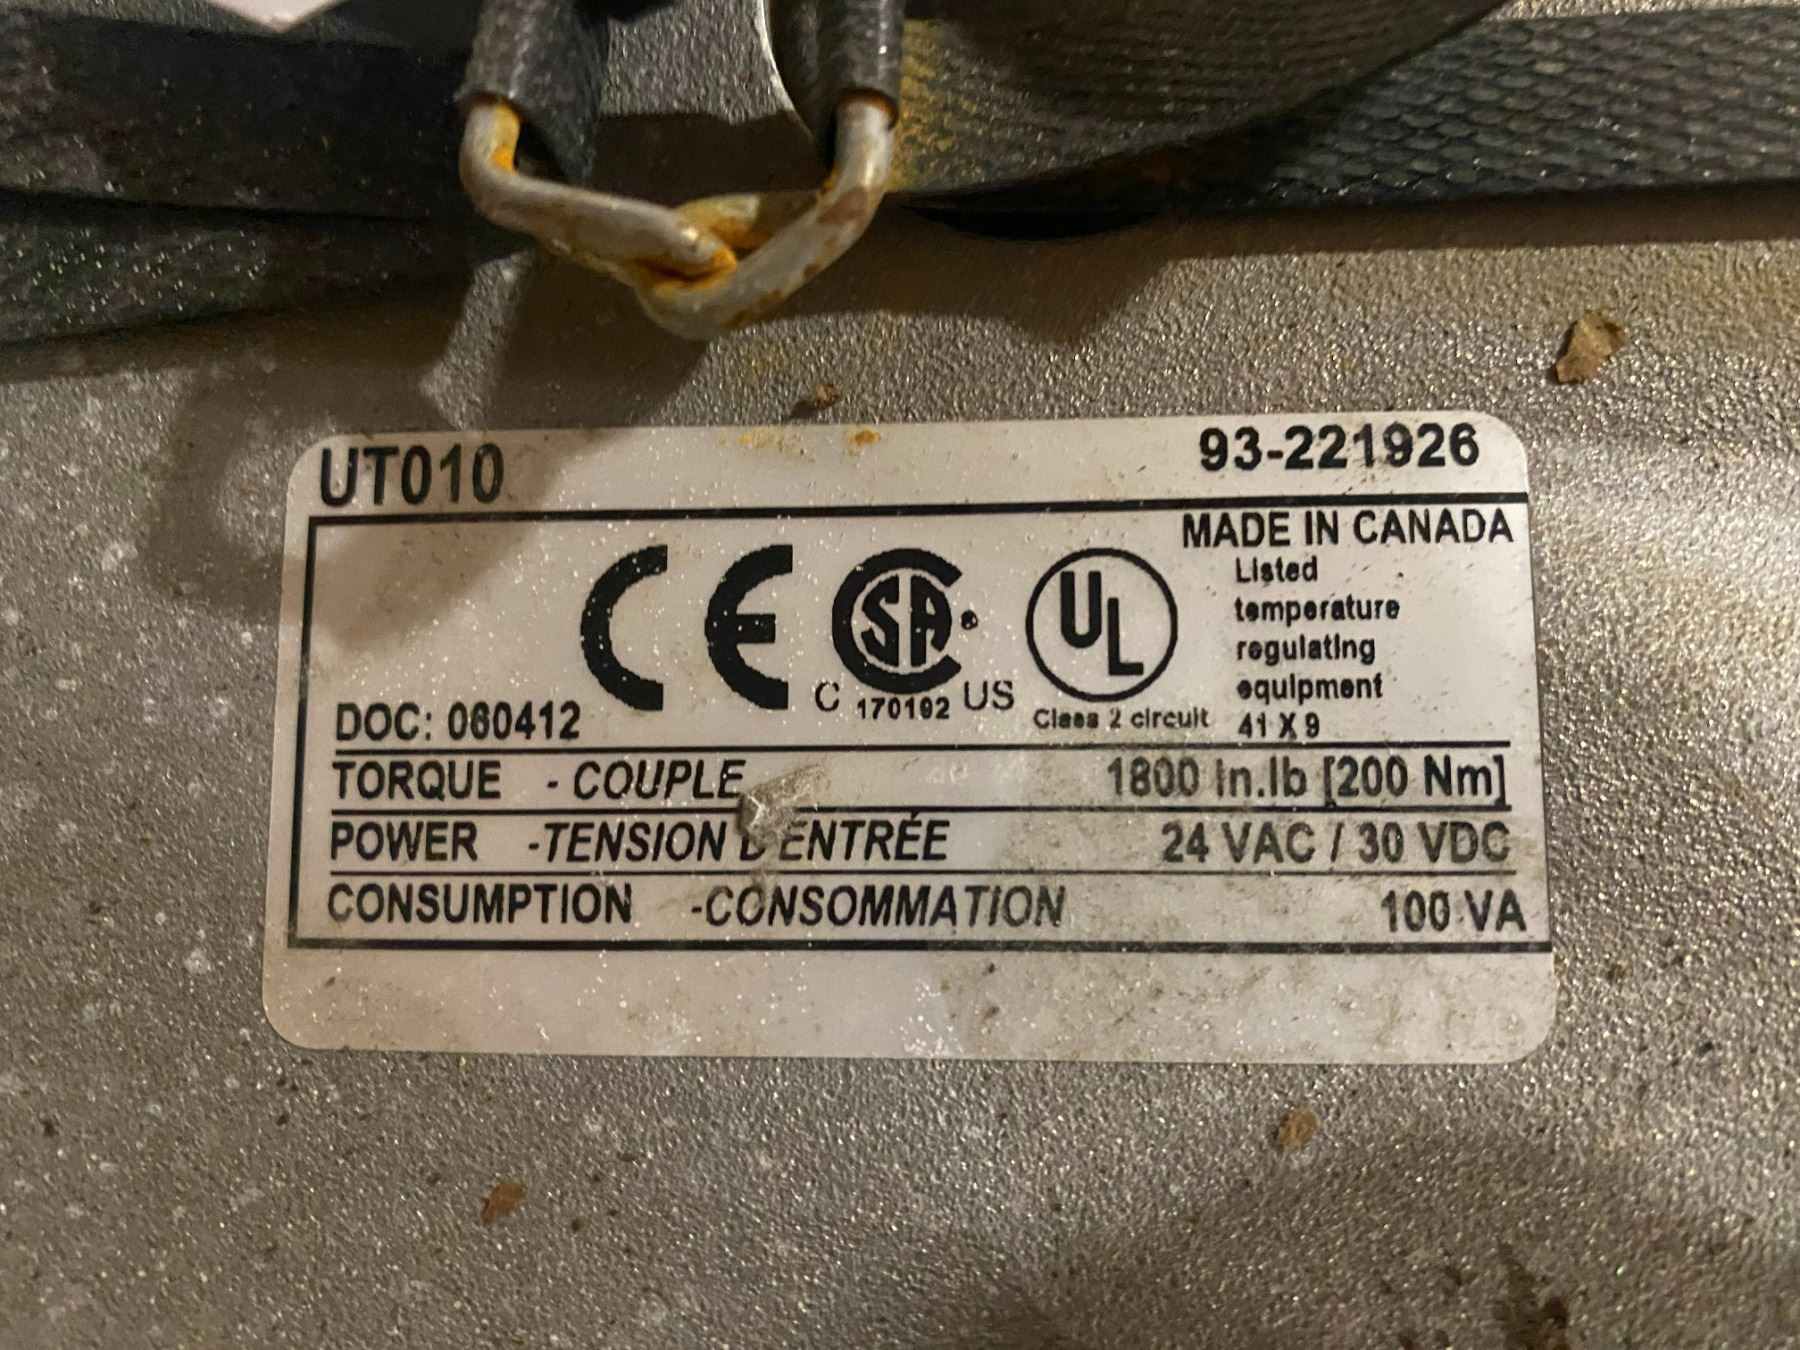 UT010 93-221926
MADE IN CANADA
CE SA® UL Listed
temperature
regulating
equipment
C 170192 US Class 2 circuit 41 X 9
DOC: 060412
TORQUE - COUPLE 1800 in.lb [200 Nm]
POWER -TENSION D'ENTRÉE 24 VAC / 30 VDC
CONSUMPTION -CONSOMMATION 100 VA